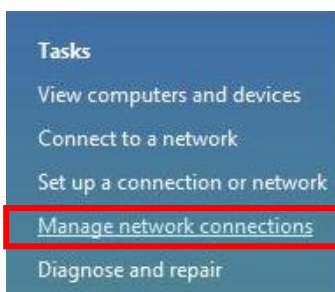 Tasks
View computers and devices
Connect to a network
Set up a connection or network
Manage network connections
Diagnose and repair